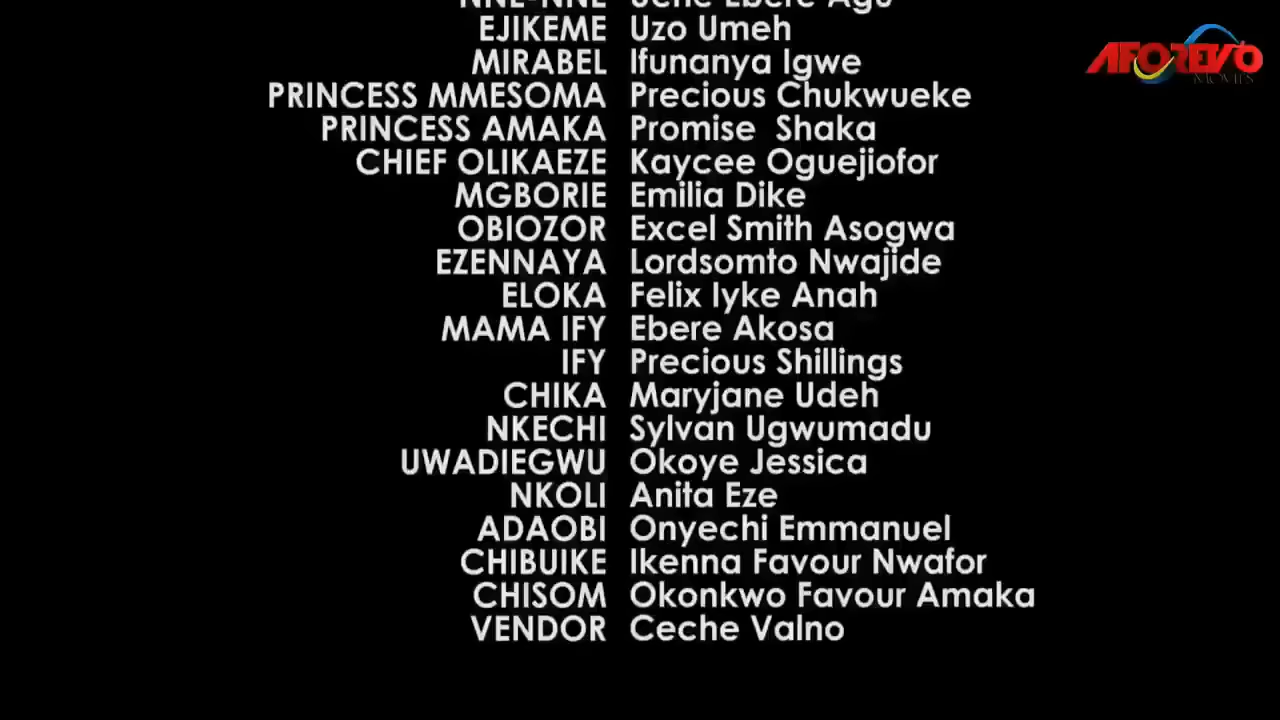 EJIKEME Uzo Umeh
MIRABEL Ifunanya Igwe
PRINCESS MMESOMA Precious Chukwueke
PRINCESS AMAKA Promise Shaka
CHIEF OLIKAEZE Kaycee Oguejiofor
MGBORIE Emilia Dike
OBIOZOR Excel Smith Asogwa
EZENNAYA Lordsomto Nwajide
ELOKA Felix Iyke Anah
MAMA IFY Ebere Akosa
IFY Precious Shillings
CHIKA Maryjane Udeh
NKECHI Sylvan Ugwumadu
UWADIEGWU Okoye Jessica
NKOLI Anita Eze
ADAOBI Onyechi Emmanuel
CHIBUIKE Ikenna Favour Nwafor
CHISOM Okonkwo Favour Amaka
VENDOR Ceche Valno
AFOREVO
MOVIES